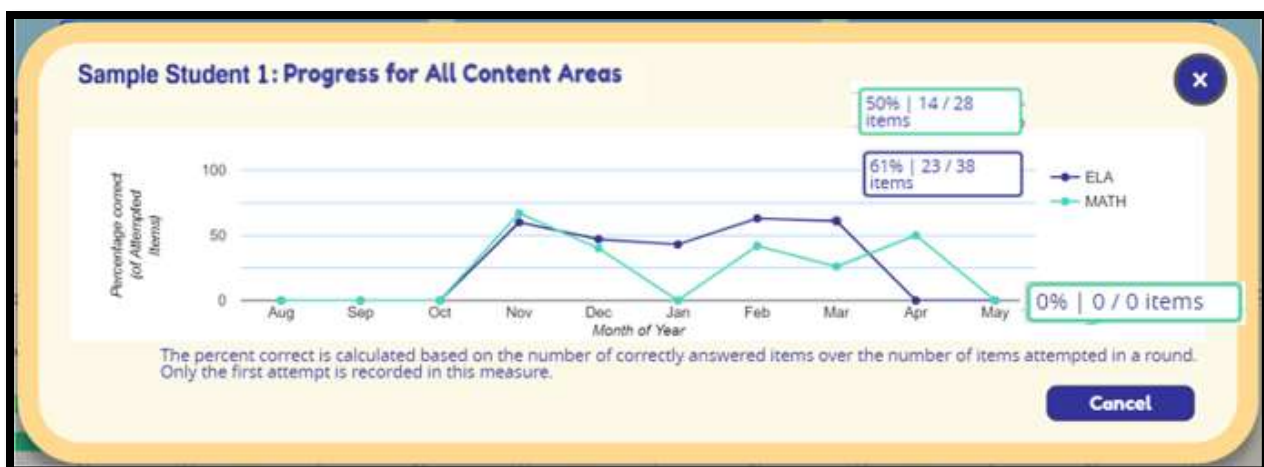 Sample Student 1: Progress for All Content Areas
x
50% | 14 / 28
items
61% | 23 / 38
items
Percentage correct
(of Attempted
Items)
100
50
0
ELA
MATH
Aug Sep Oct Nov Dec Jan Feb Mar Apr May
0% | 0 / 0 items
Month of Year
The percent correct is calculated based on the number of correctly answered items over the number of items attempted in a round.
Only the first attempt is recorded in this measure.
Cancel